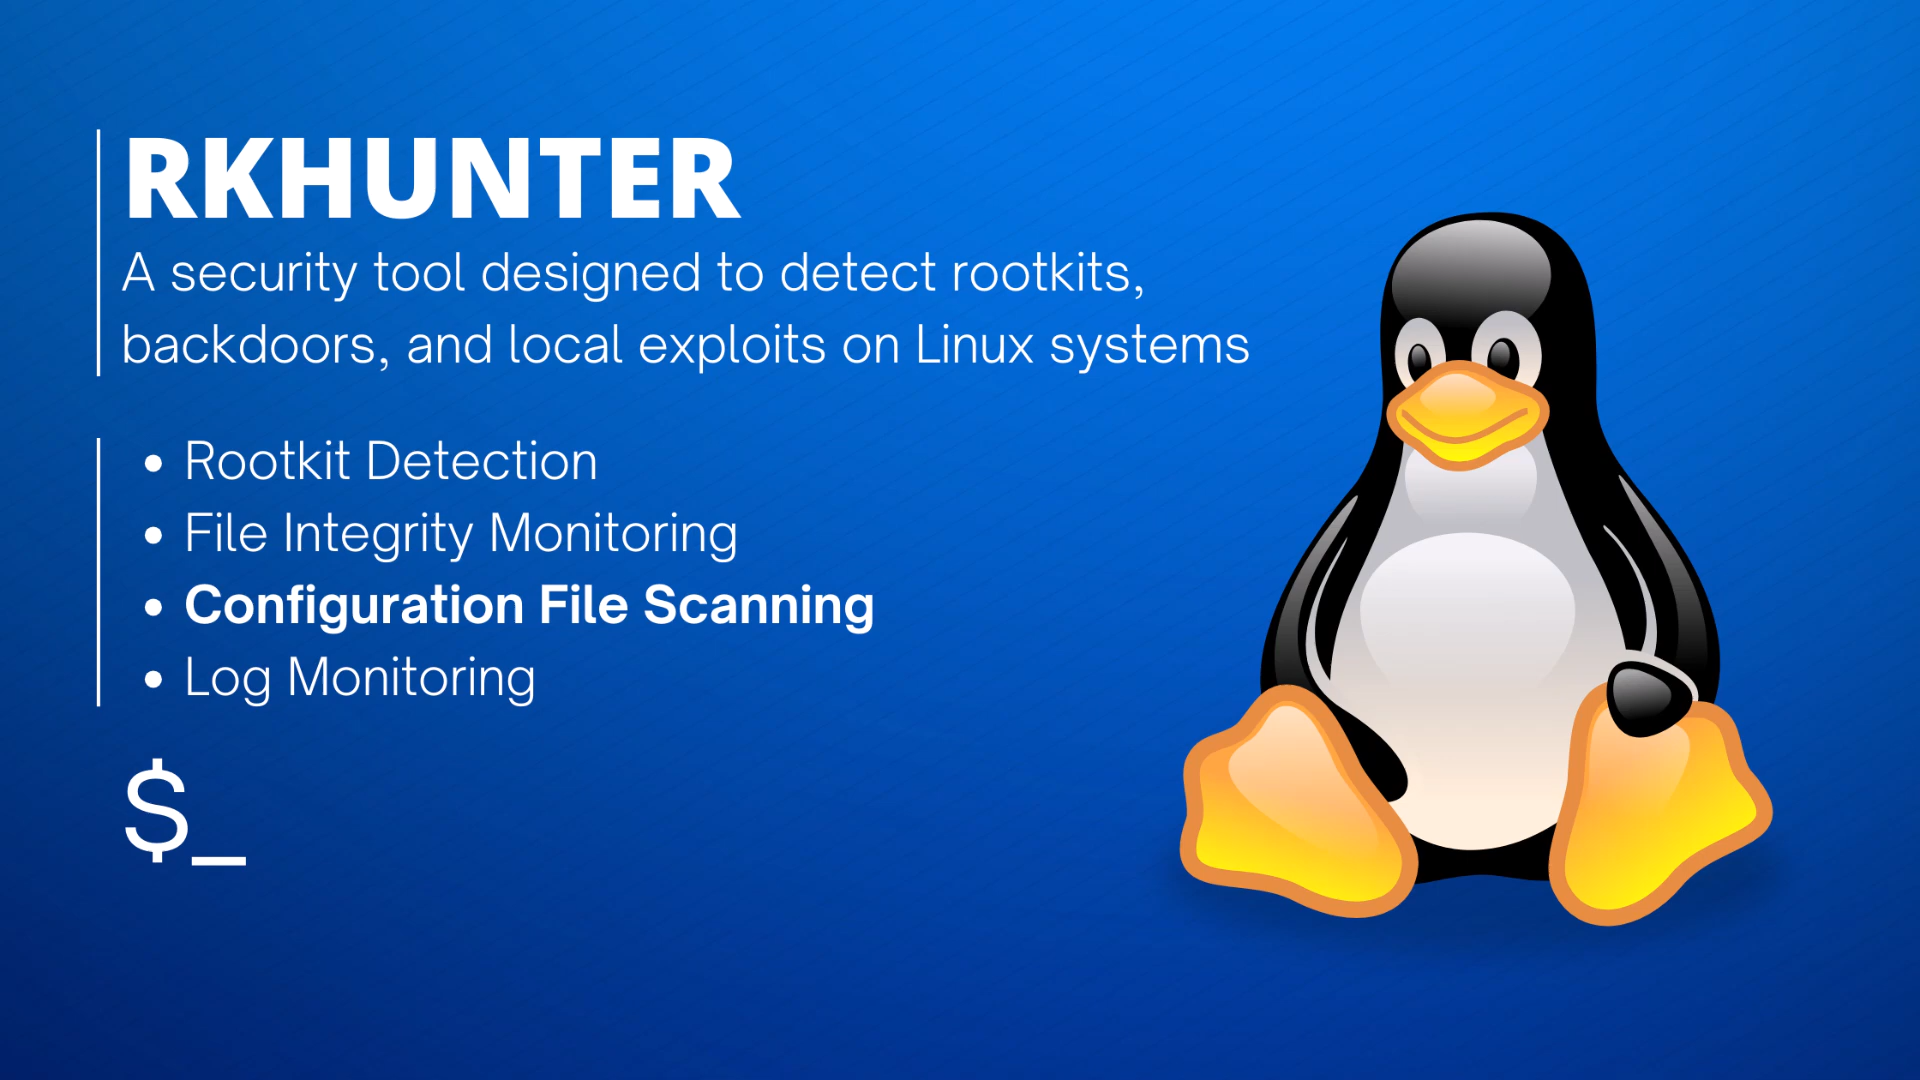 RKHUNTER
A security tool designed to detect rootkits,
backdoors, and local exploits on Linux systems
• Rootkit Detection
• File Integrity Monitoring
• Configuration File Scanning
• Log Monitoring
$_